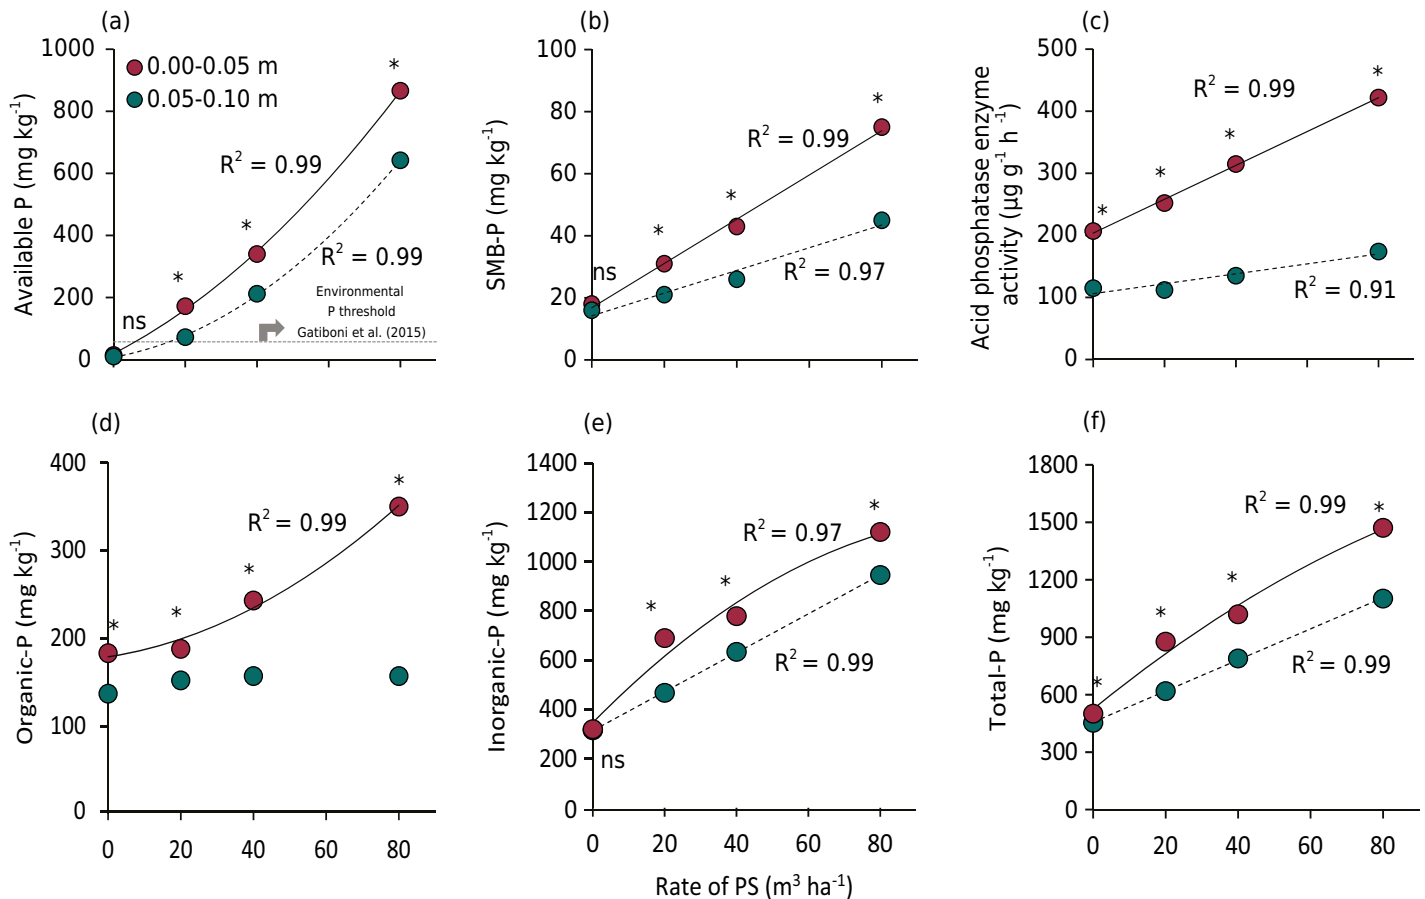 (a)
Available P (mg kg⁻¹)
1000
800
600
400
200
0
0.00-0.05 m
0.05-0.10 m
ns
*
*
*
R² = 0.99
R² = 0.99
Environmental
P threshold
Gatiboni et al. (2015)
(b)
SMB-P (mg kg⁻¹)
100
80
60
40
20
0
ns
*
*
*
R² = 0.99
R² = 0.97
(c)
Acid phosphatase enzyme
activity (µg g⁻¹ h⁻¹)
500
400
300
200
100
0
*
*
*
*
R² = 0.99
R² = 0.91
(d)
Organic-P (mg kg⁻¹)
400
300
200
100
0
*
*
*
*
R² = 0.99
0 20 40 60 80
(e)
Inorganic-P (mg kg⁻¹)
1400
1200
1000
800
600
400
200
0
ns
*
*
*
R² = 0.97
R² = 0.99
0 20 40 60 80
(f)
Total-P (mg kg⁻¹)
1800
1500
1200
900
600
300
0
*
*
*
*
R² = 0.99
R² = 0.99
0 20 40 60 80
Rate of PS (m³ ha⁻¹)